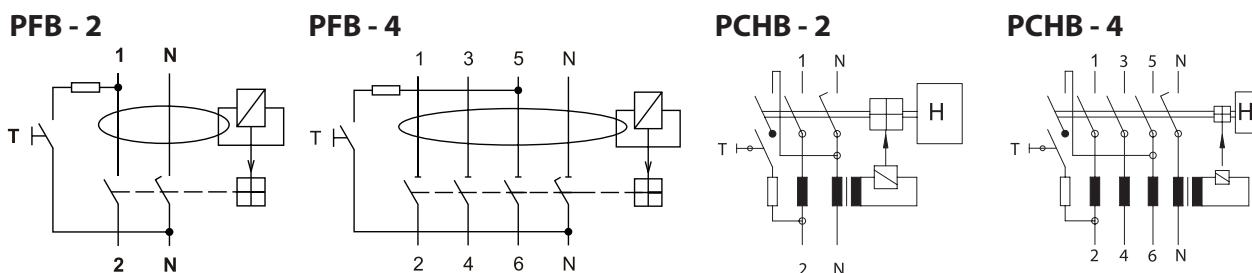 PFB - 2
1 N
T
2 N
PFB - 4
1 3 5 N
T
2 4 6 N
PCHB - 2
1 N
H
T
2 N
PCHB - 4
1 3 5 N
H
T
2 4 6 N